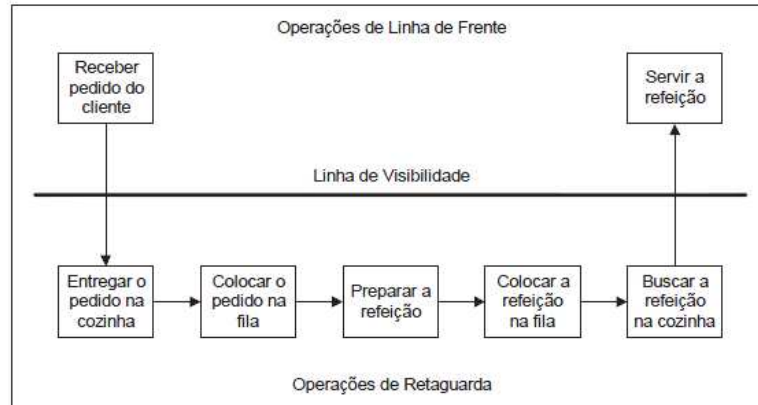 Operações de Linha de Frente
Receber
pedido do
cliente
Servir a
refeição
Linha de Visibilidade
Entregar o
pedido na
cozinha
Colocar o
pedido na
fila
Preparar a
refeição
Colocar a
refeição
na fila
Buscar a
refeição
na cozinha
Operações de Retaguarda